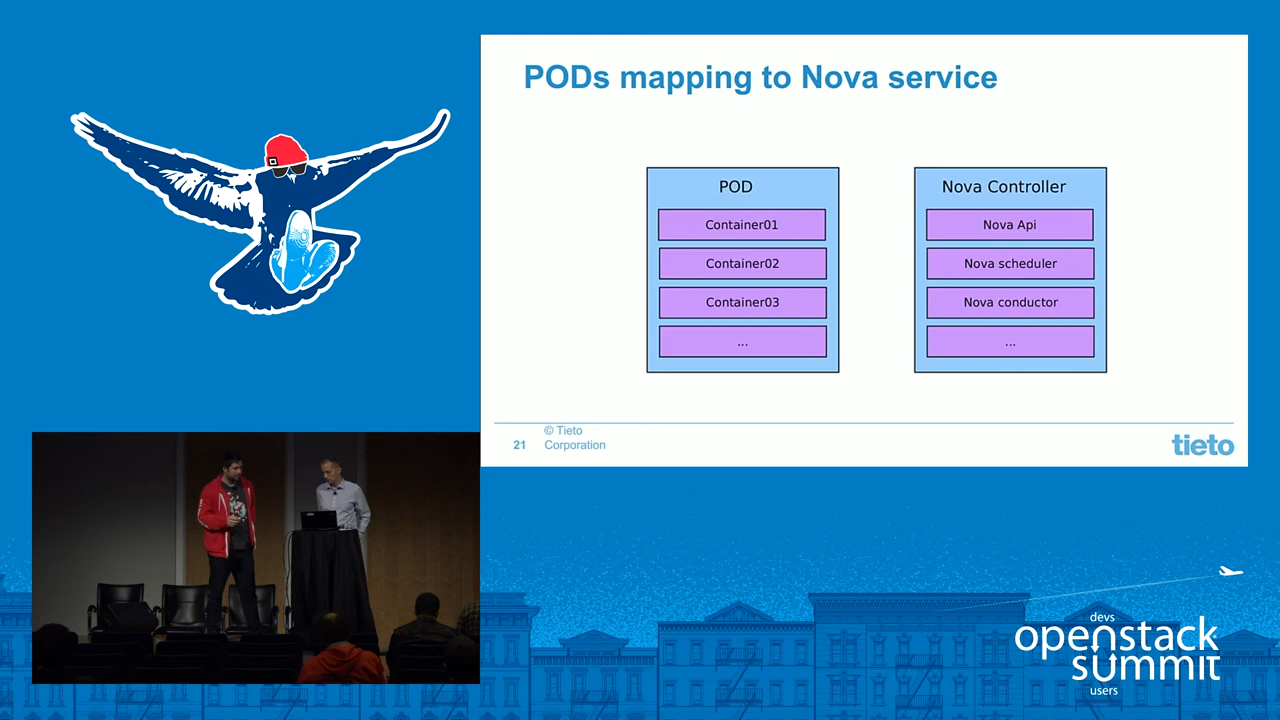 PODs mapping to Nova service
POD
Container01
Container02
Container03
...
Nova Controller
Nova Api
Nova scheduler
Nova conductor
...
21
© Tieto
Corporation
tieto
devs
openstack
summit
users